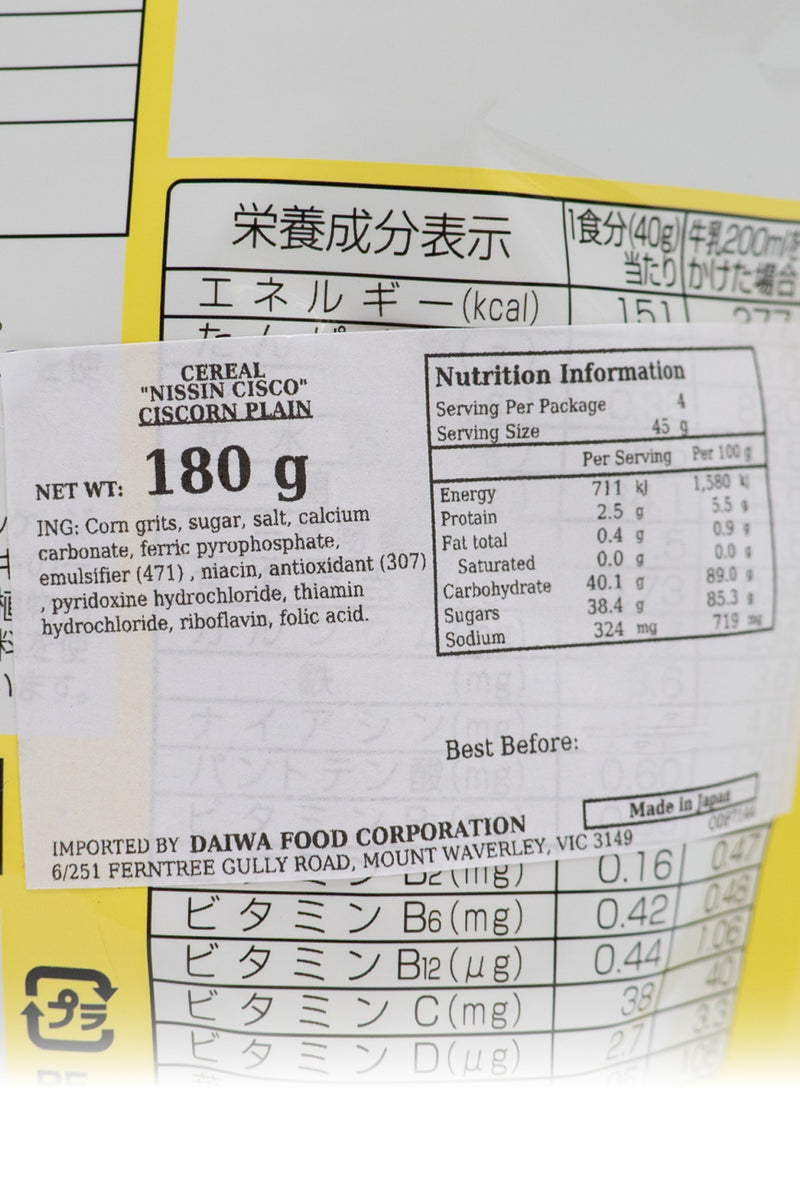 栄養成分表示 1食分(40g)当たり 牛乳200mlをかけた場合
エネルギー(kcal) 151 277
CEREAL
"NISSIN CISCO"
CISCORN PLAIN
NET WT: 180 g
ING: Corn grits, sugar, salt, calcium
carbonate, ferric pyrophosphate,
emulsifier (471) , niacin, antioxidant (307)
, pyridoxine hydrochloride, thiamin
hydrochloride, riboflavin, folic acid.
Nutrition Information
Serving Per Package 4
Serving Size 45 g
Per Serving Per 100 g
Energy 711 kJ 1,580 kJ
Protein 2.5 g 5.5 g
Fat total 0.4 g 0.9 g
Saturated 0.0 g 0.0 g
Carbohydrate 40.1 g 89.0 g
Sugars 38.4 g 85.3 g
Sodium 324 mg 719 mg
Best Before:
Made in Japan
IMPORTED BY DAIWA FOOD CORPORATION
6/251 FERNTREE GULLY ROAD, MOUNT WAVERLEY, VIC 3149
B2(mg) 0.16 0.47
ビタミン B6(mg) 0.42 0.48
ビタミン B12(μg) 0.44 1.06
ビタミン C(mg) 38 40
ビタミン D(μg) 2.7 3.3
プラ